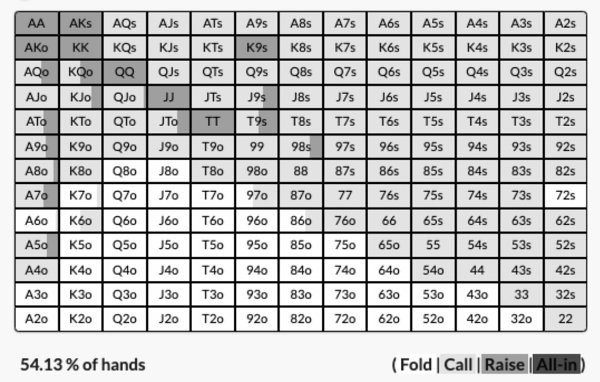 AA AKs AQs AJs ATs A9s A8s A7s A6s A5s A4s A3s A2s
AKo KK KQs KJs KTs K9s K8s K7s K6s K5s K4s K3s K2s
AQo KQo QQ QJs QTs Q9s Q8s Q7s Q6s Q5s Q4s Q3s Q2s
AJo KJo QJo JJ JTs J9s J8s J7s J6s J5s J4s J3s J2s
ATo KTo QTo JTo TT T9s T8s T7s T6s T5s T4s T3s T2s
A9o K9o Q9o J9o T9o 99 98s 97s 96s 95s 94s 93s 92s
A8o K8o Q8o J8o T8o 98o 88 87s 86s 85s 84s 83s 82s
A7o K7o Q7o J7o T7o 97o 87o 77 76s 75s 74s 73s 72s
A6o K6o Q6o J6o T6o 96o 86o 76o 66 65s 64s 63s 62s
A5o K5o Q5o J5o T5o 95o 85o 75o 65o 55 54s 53s 52s
A4o K4o Q4o J4o T4o 94o 84o 74o 64o 54o 44 43s 42s
A3o K3o Q3o J3o T3o 93o 83o 73o 63o 53o 43o 33 32s
A2o K2o Q2o J2o T2o 92o 82o 72o 62o 52o 42o 32o 22
54.13 % of hands ( Fold | Call | Raise | All-in )